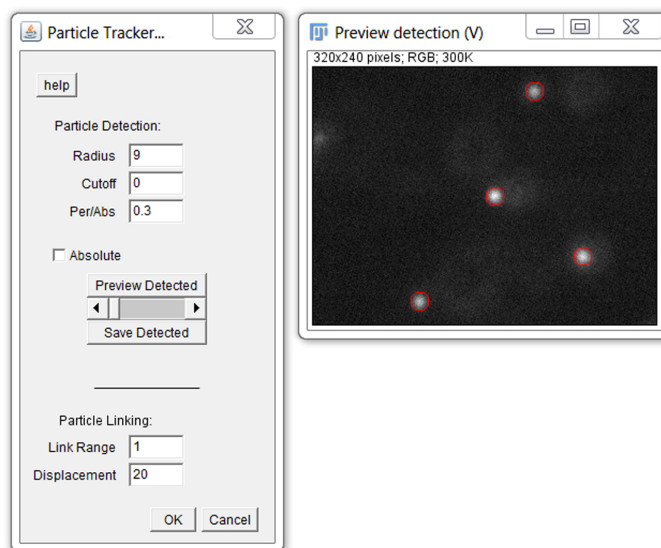 Particle Tracker...
help
Particle Detection:
Radius 9
Cutoff 0
Per/Abs 0.3
Absolute
Preview Detected
Save Detected
Particle Linking:
Link Range 1
Displacement 20
OK Cancel
Preview detection (V)
320x240 pixels; RGB; 300K